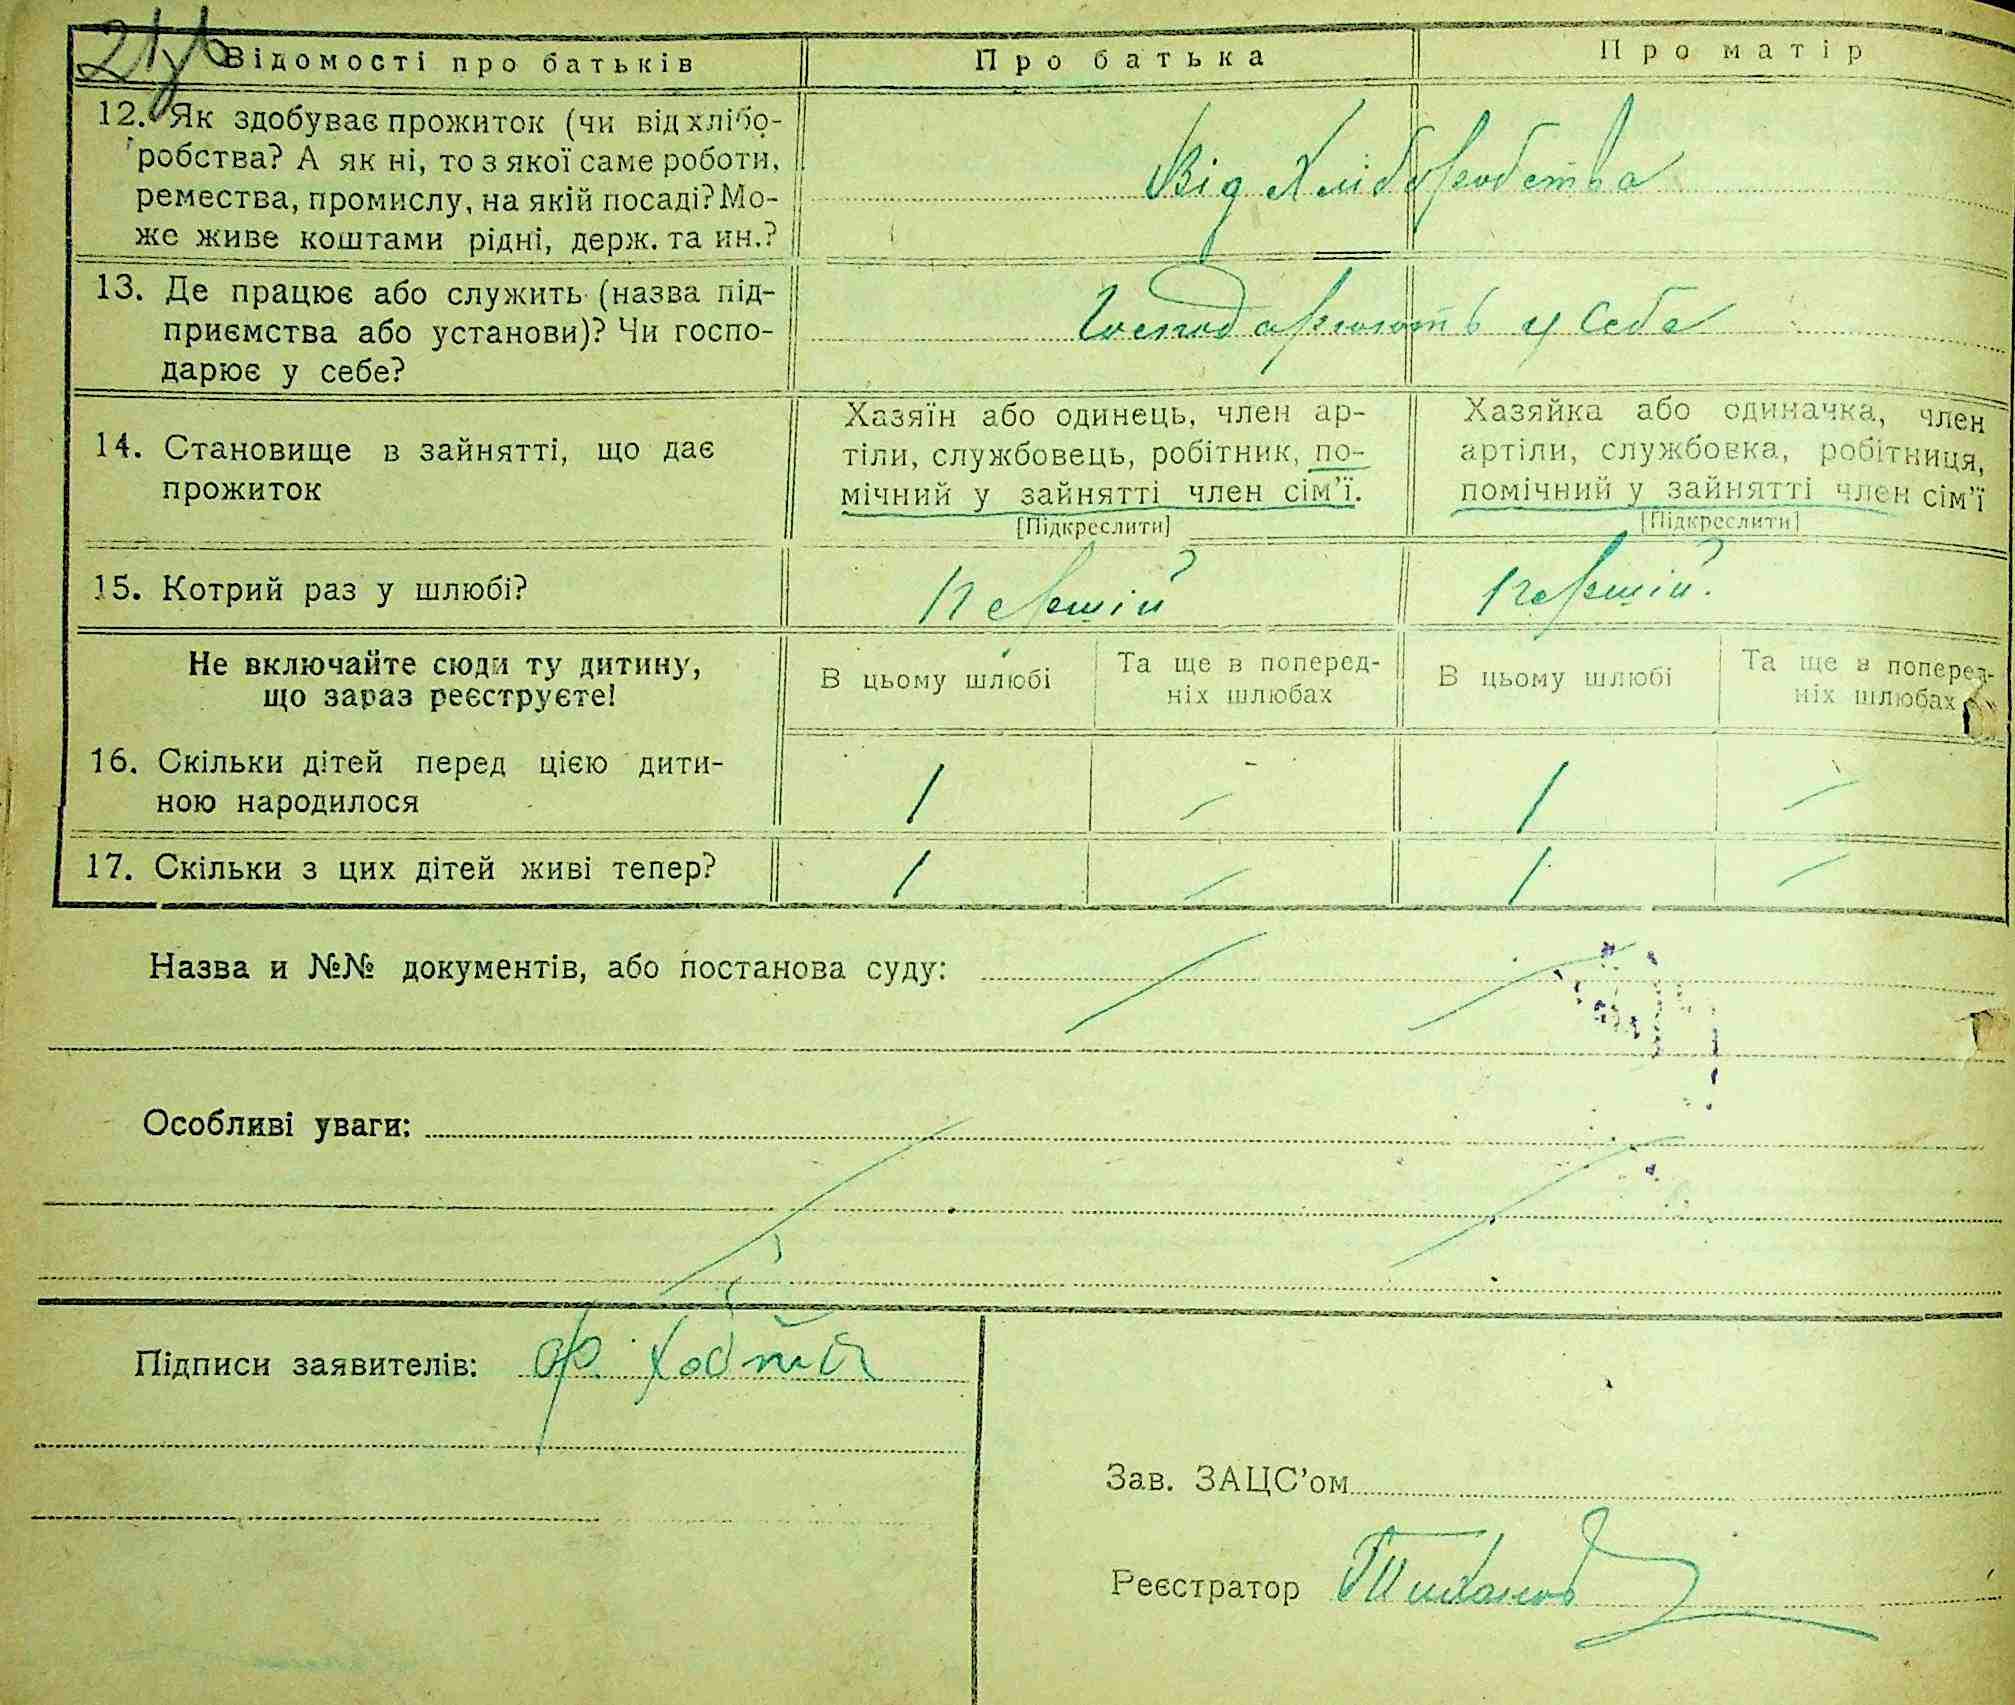 Відомості про батьків
Про батька
Про матір
12. Як здобуває прожиток (чи від хлібо-
робства? А як ні, то з якої саме роботи,
ремества, промислу, на якій посаді? Мо-
же живе коштами рідні, держ. та ин.?
Від Хліборобства
13. Де працює або служить (назва під-
приємства або установи)? Чи госпо-
дарює у себе?
Господарюють у себе
14. Становище в зайнятті, що дає
прожиток
Хазяїн або одинець, член ар-
тіли, службовець, робітник, по-
мічний у зайнятті член сім'ї.
[Підкреслити]
Хазяйка або одиначка, член
артіли, службовка, робітниця,
помічний у зайнятті член сім'ї
[Підкреслити]
15. Котрий раз у шлюбі?
Першій
Першій.
Не включайте сюди ту дитину,
що зараз реєструєте!
В цьому шлюбі
Та ще в поперед-
ніх шлюбах
В цьому шлюбі
Та ще в поперед-
ніх шлюбах
16. Скільки дітей перед цією дити-
ною народилося
1 – 1 –
17. Скільки з цих дітей живі тепер?
1 – 1 –
Назва и №№ документів, або постанова суду:
Особливі уваги:
Підписи заявителів:
Зав. ЗАЦС'ом
Реєстратор